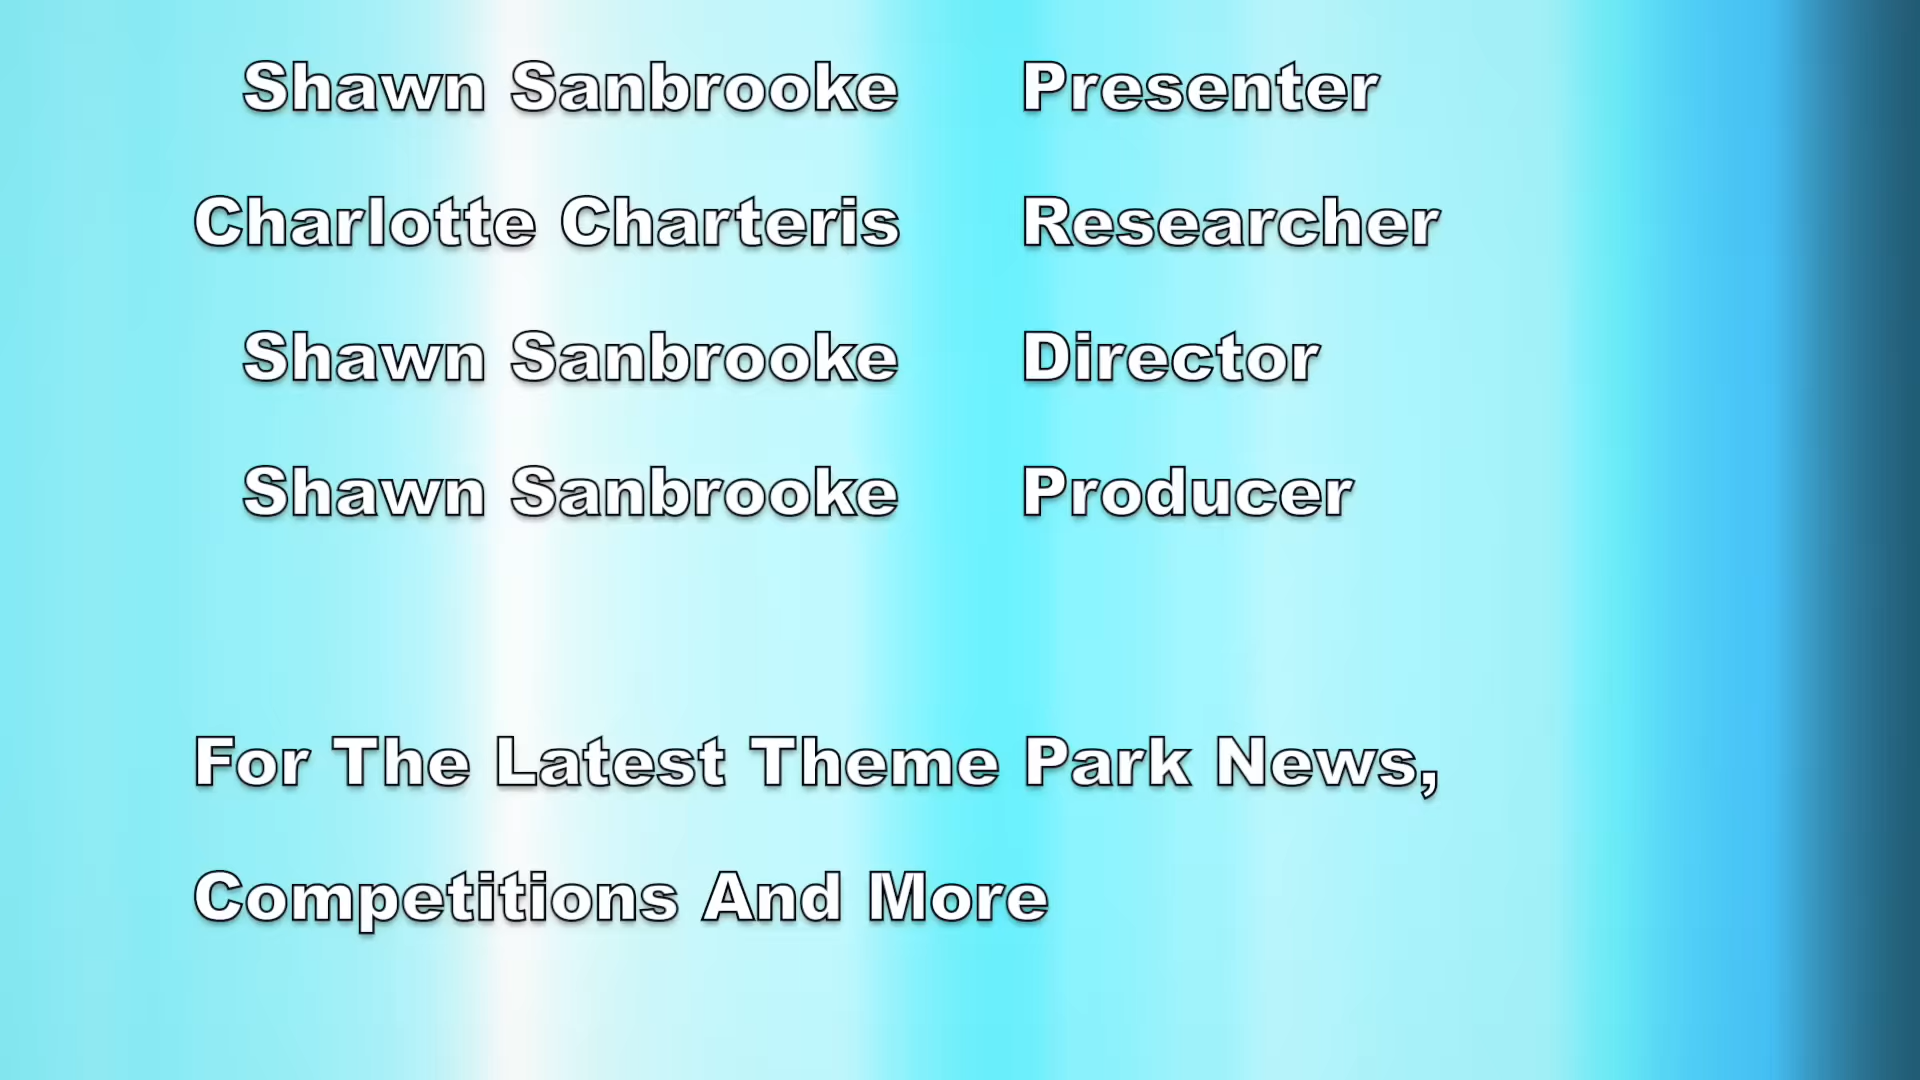 Shawn Sanbrooke Presenter
Charlotte Charteris Researcher
Shawn Sanbrooke Director
Shawn Sanbrooke Producer
For The Latest Theme Park News,
Competitions And More